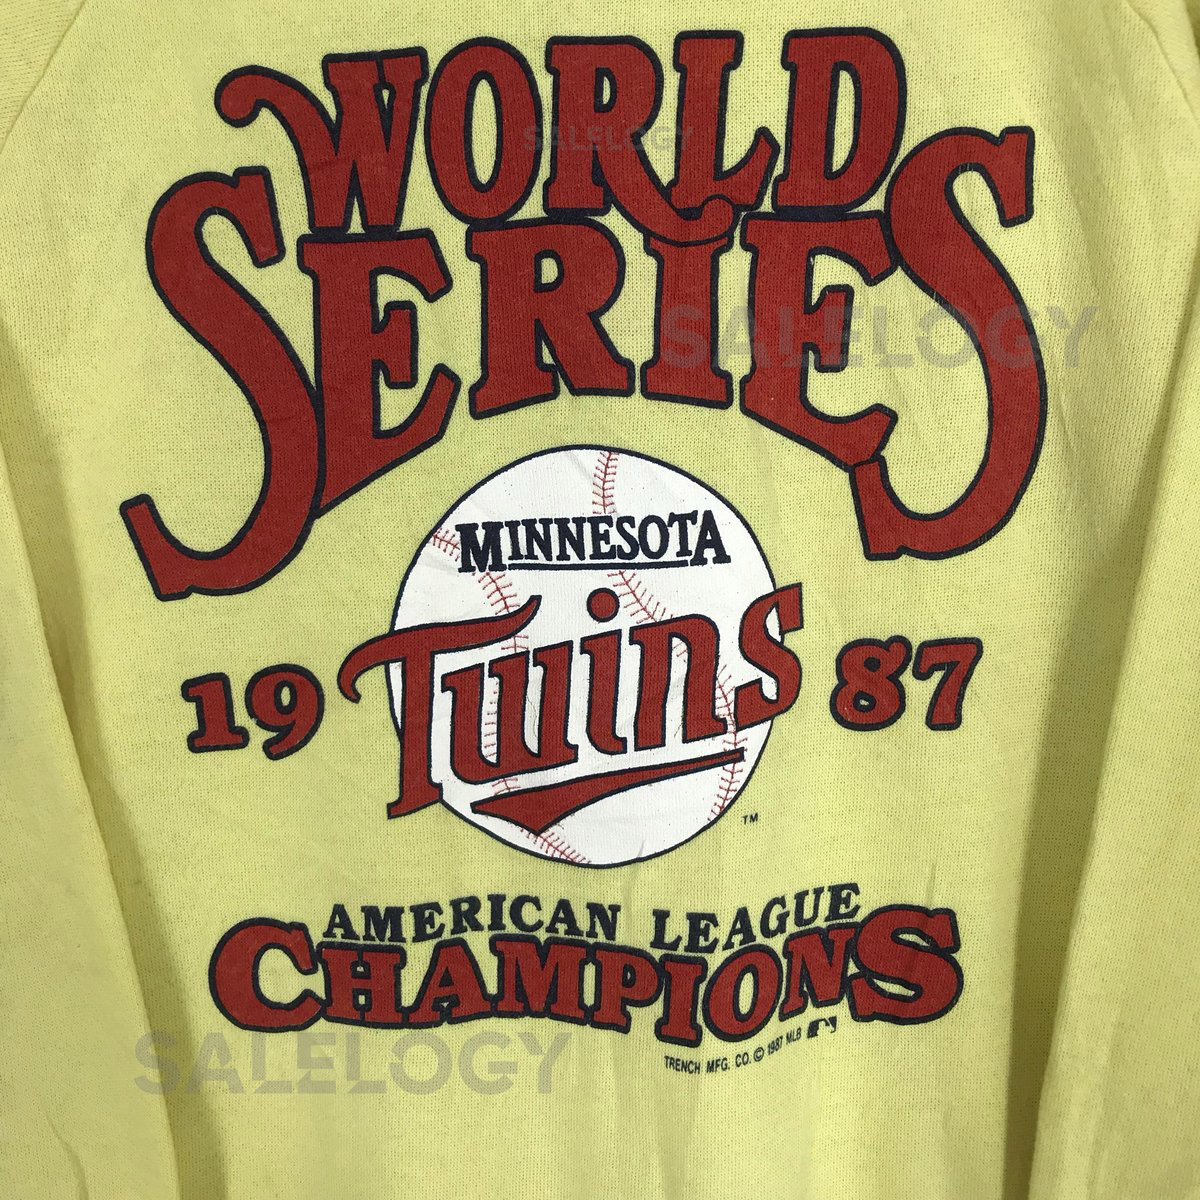 WORLD
SALELOGY
SERIES
SALELOGY
MINNESOTA
Twins
19 87
TM
AMERICAN LEAGUE
CHAMPIONS
TRENCH MFG. CO. © 1987 MLB
SALELOGY